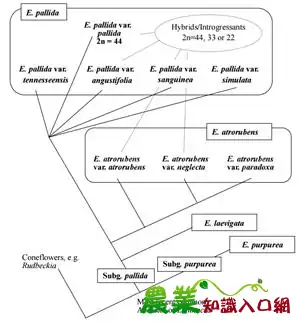 E. pallida
E. pallida var.
pallida
2n = 44
Hybrids/Introgressants
2n=44, 33 or 22
E. pallida var.
tennesseensis
E. pallida var.
angustifolia
E. pallida var.
sanguinea
E. pallida var.
simulata
E. atrorubens
E. atrorubens
var. atrorubens
E. atrorubens
var. neglecta
E. atrorubens
var. paradoxa
E. laevigata
E. purpurea
Subg. purpurea
Coneflowers, e.g.
Rudbeckia
Subg. pallida
農業
知識入口網